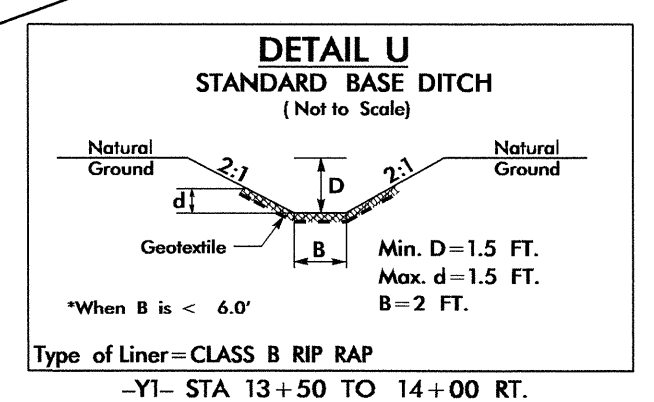 DETAIL U
STANDARD BASE DITCH
( Not to Scale)
Natural
Ground
2:1
D
2:1
Natural
Ground
d
Geotextile
B
Min. D=1.5 FT.
Max. d=1.5 FT.
B=2 FT.
*When B is < 6.0'
Type of Liner=CLASS B RIP RAP
-Y1- STA 13+50 TO 14+00 RT.